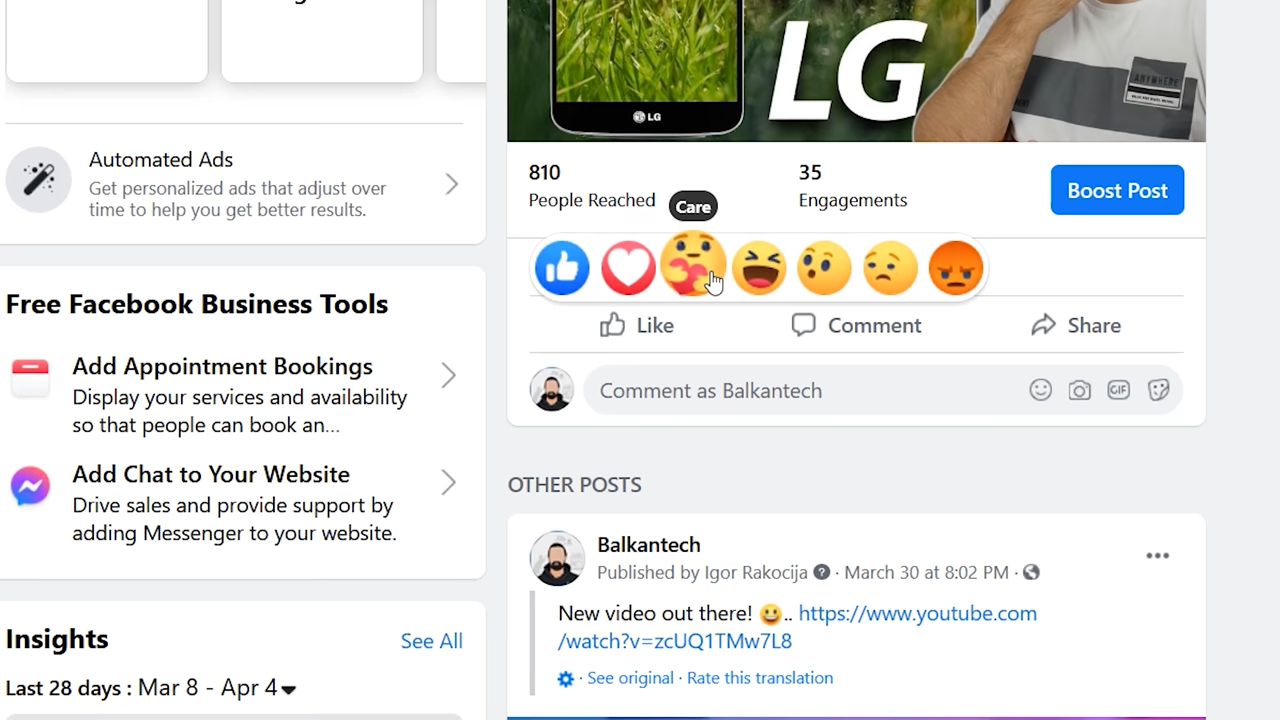 Automated Ads
Get personalized ads that adjust over
time to help you get better results.
Free Facebook Business Tools
Add Appointment Bookings
Display your services and availability
so that people can book an...
Add Chat to Your Website
Drive sales and provide support by
adding Messenger to your website.
Insights
See All
Last 28 days : Mar 8 - Apr 4
LG
LG
ANYWHERE
810
People Reached
35
Engagements
Boost Post
Care
Like
Comment
Share
Comment as Balkantech
GIF
OTHER POSTS
Balkantech
Published by Igor Rakocija · March 30 at 8:02 PM ·
New video out there! 😀.. https://www.youtube.com
/watch?v=zcUQ1TMw7L8
· See original · Rate this translation